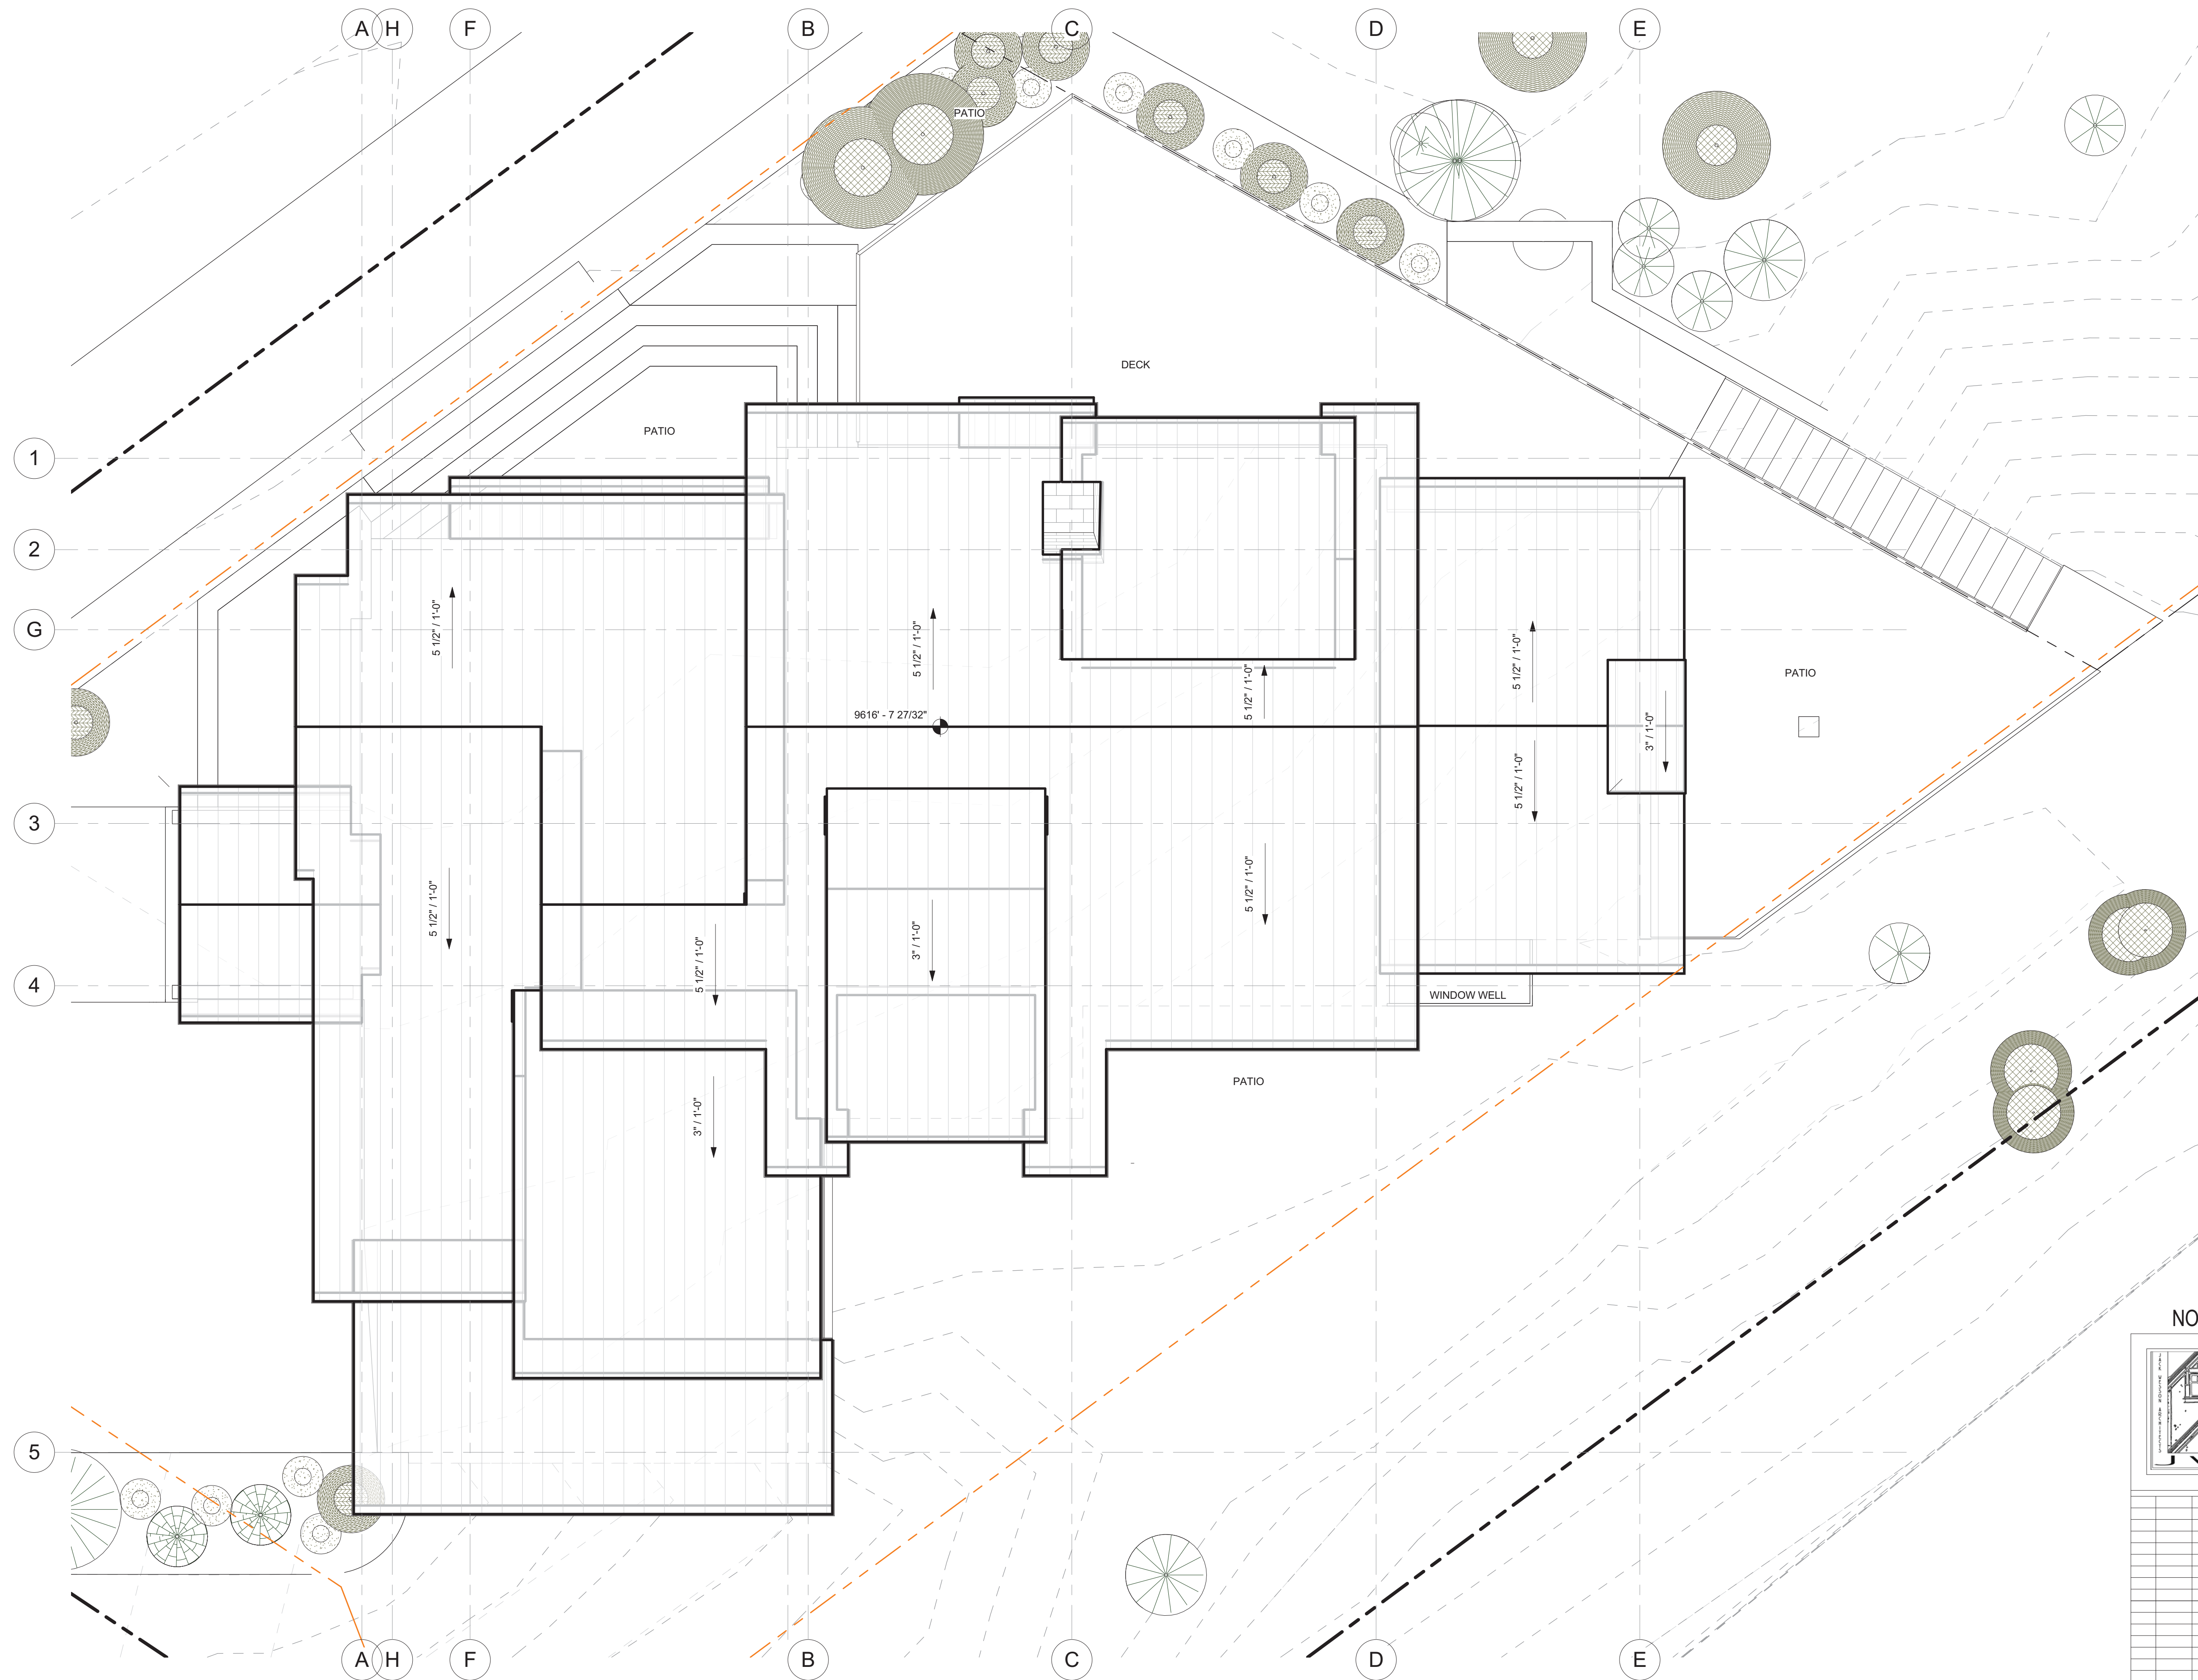 A H F B C D E
PATIO
DECK
PATIO
1
2
G
5 1/2" / 1'-0"
5 1/2" / 1'-0"
5 1/2" / 1'-0"
5 1/2" / 1'-0"
PATIO
9616' - 7 27/32"
3" / 1'-0"
5 1/2" / 1'-0"
3
5 1/2" / 1'-0"
5 1/2" / 1'-0"
3" / 1'-0"
5 1/2" / 1'-0"
4
WINDOW WELL
PATIO
3" / 1'-0"
NO
5
A H F B C D E